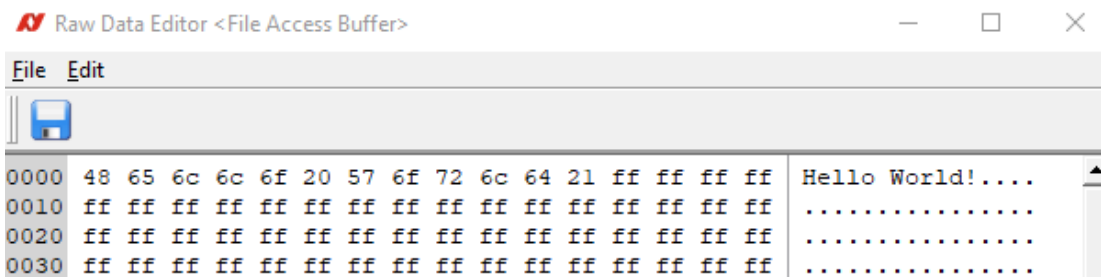 Raw Data Editor <File Access Buffer>
File Edit
0000 48 65 6c 6c 6f 20 57 6f 72 6c 64 21 ff ff ff ff Hello World!....
0010 ff ff ff ff ff ff ff ff ff ff ff ff ff ff ff ff ................
0020 ff ff ff ff ff ff ff ff ff ff ff ff ff ff ff ff ................
0030 ff ff ff ff ff ff ff ff ff ff ff ff ff ff ff ff ................